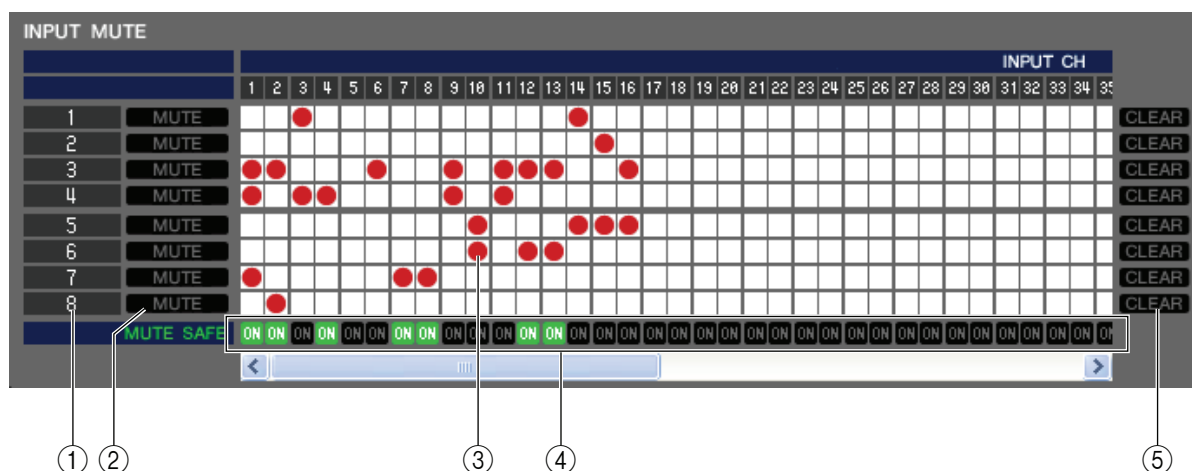 INPUT MUTE
INPUT CH
1 2 3 4 5 6 7 8 9 10 11 12 13 14 15 16 17 18 19 20 21 22 23 24 25 26 27 28 29 30 31 32 33 34 35
1 MUTE CLEAR
2 MUTE CLEAR
3 MUTE CLEAR
4 MUTE CLEAR
5 MUTE CLEAR
6 MUTE CLEAR
7 MUTE CLEAR
8 MUTE CLEAR
MUTE SAFE ON ON ON ON ON ON ON ON ON ON ON ON ON ON ON ON ON ON ON ON ON ON ON ON ON ON ON ON ON ON ON ON ON ON
① ② ③ ④ ⑤